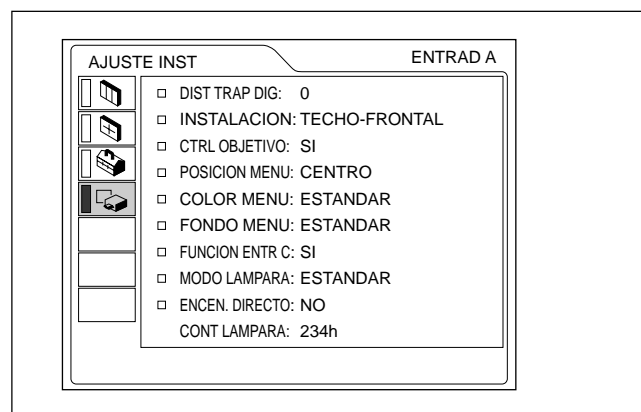 AJUSTE INST
ENTRAD A
DIST TRAP DIG: 0
INSTALACION: TECHO-FRONTAL
CTRL OBJETIVO: SI
POSICION MENU: CENTRO
COLOR MENU: ESTANDAR
FONDO MENU: ESTANDAR
FUNCION ENTR C: SI
MODO LAMPARA: ESTANDAR
ENCEN. DIRECTO: NO
CONT LAMPARA: 234h